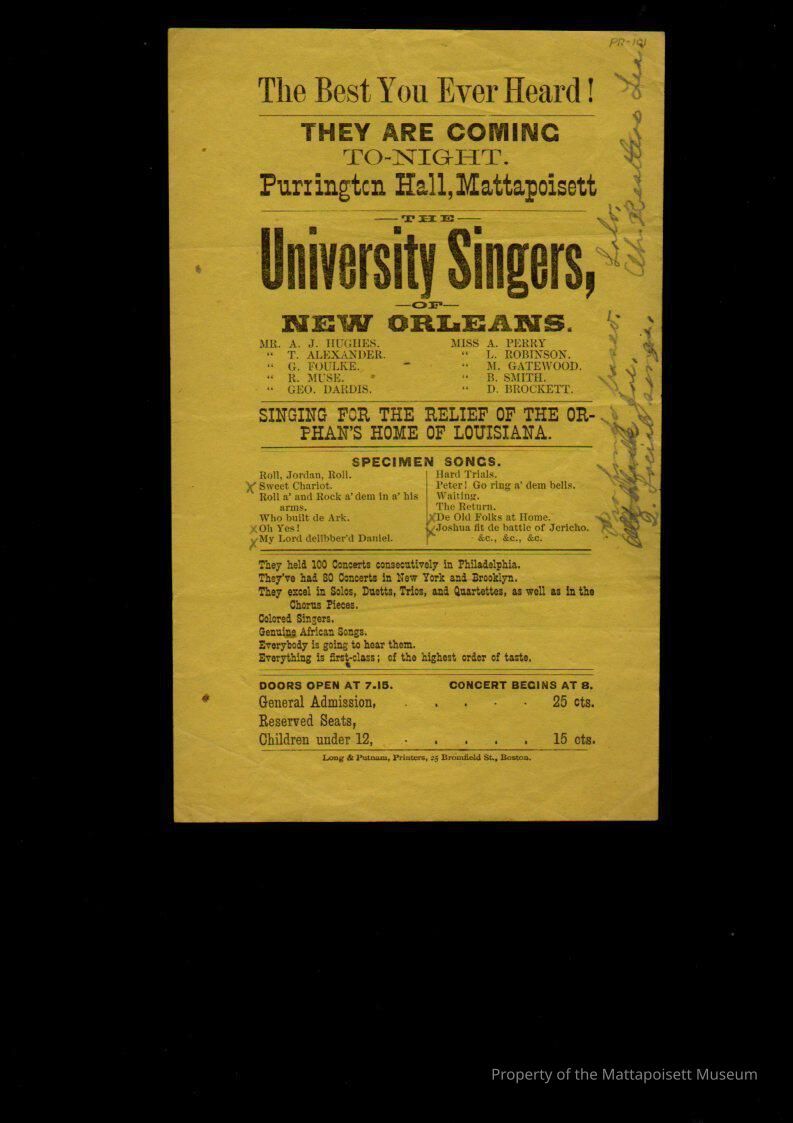 PR-101
The Best You Ever Heard!
THEY ARE COMING
TO-NIGHT.
Purrington Hall, Mattapoisett
—THE—
University Singers,
—OF—
NEW ORLEANS.
MR. A. J. HUGHES.
“ T. ALEXANDER.
“ G. FOULKE.
“ R. MUSE.
“ GEO. DARDIS.
MISS A. PERRY
“ L. ROBINSON.
“ M. GATEWOOD.
“ B. SMITH.
“ D. BROCKETT.
SINGING FOR THE RELIEF OF THE OR-
PHAN'S HOME OF LOUISIANA.
SPECIMEN SONGS.
Roll, Jordan, Roll.
X Sweet Chariot.
Roll a' and Rock a' dem in a' his
arms.
Who built de Ark.
X Oh Yes!
X My Lord delibber'd Daniel.
Hard Trials.
Peter! Go ring a' dem bells.
Waiting.
The Return.
X De Old Folks at Home.
X Joshua fit de battle of Jericho.
&c., &c., &c.
They held 100 Concerts consecutively in Philadelphia.
They've had 80 Concerts in New York and Brooklyn.
They excel in Solos, Duetts, Trios, and Quartettes, as well as in the
Chorus Pieces.
Colored Singers.
Genuine African Songs.
Everybody is going to hear them.
Everything is first-class; of the highest order of taste.
DOORS OPEN AT 7.15. CONCERT BEGINS AT 8.
General Admission, . . . . . 25 cts.
Reserved Seats,
Children under 12, . . . . . 15 cts.
Long & Putnam, Printers, 25 Bromfield St., Boston.
Solo.
Property of the Mattapoisett Museum